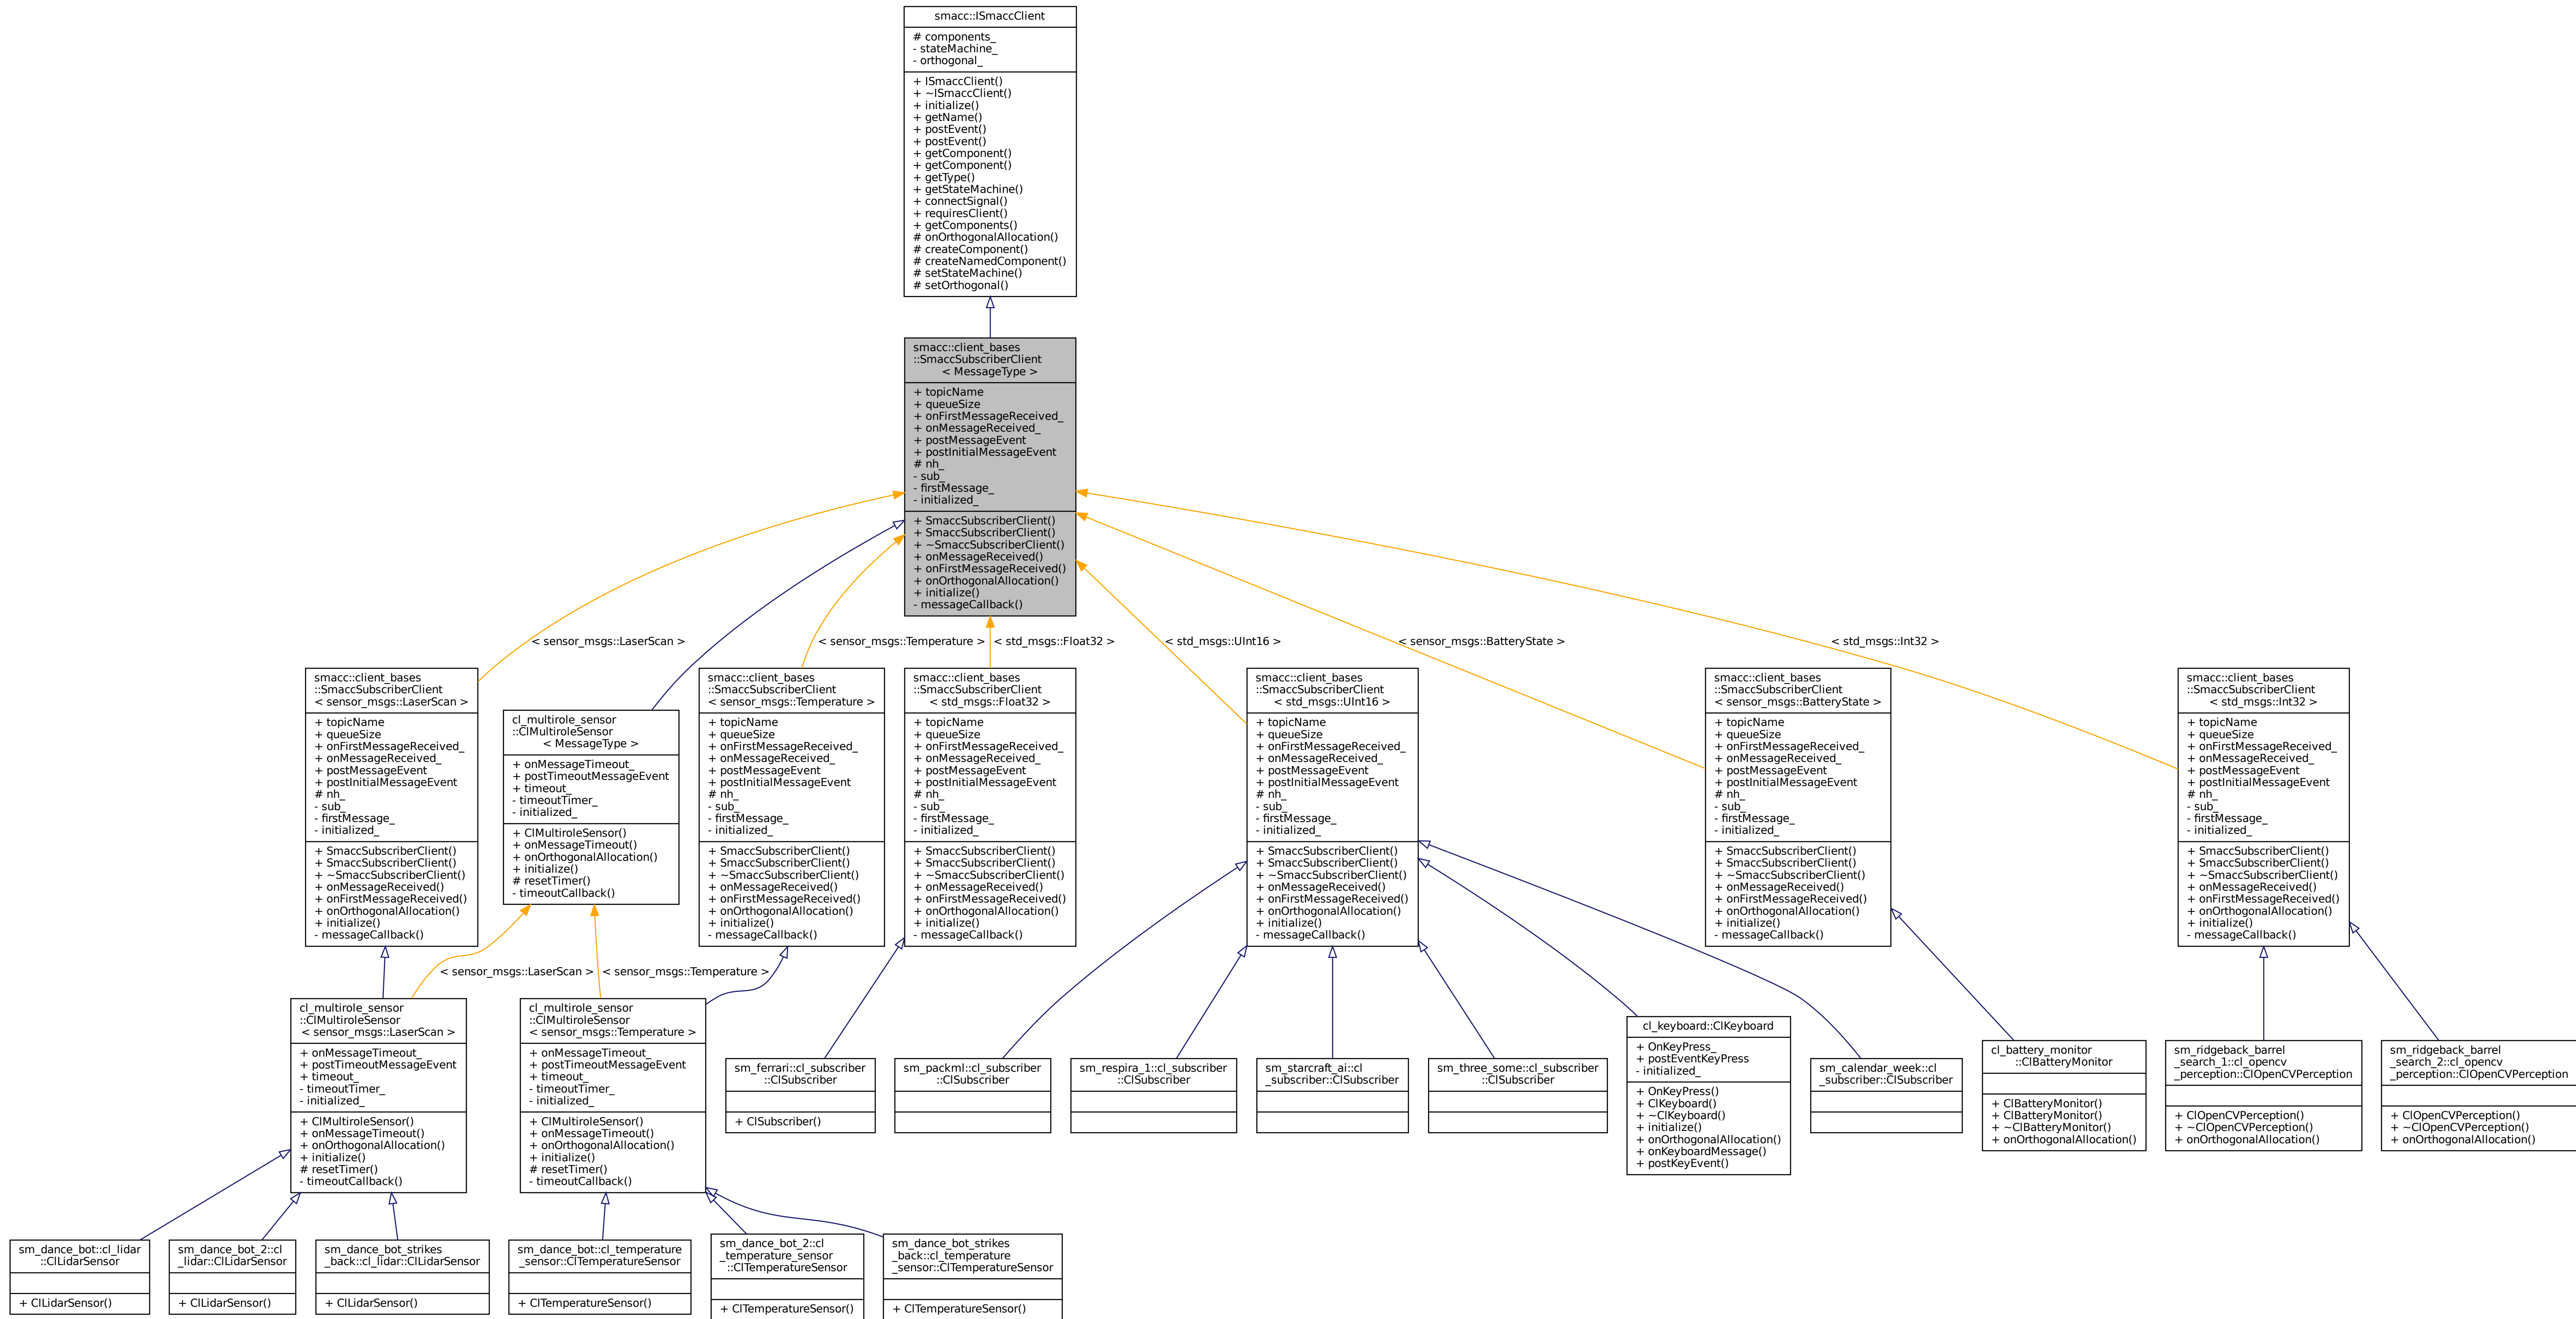 smacc::ISmaccClient
# components_
- stateMachine_
- orthogonal_
+ ISmaccClient()
+ ~ISmaccClient()
+ initialize()
+ getName()
+ postEvent()
+ postEvent()
+ getComponent()
+ getComponent()
+ getType()
+ getStateMachine()
+ connectSignal()
+ requiresClient()
+ getComponents()
# onOrthogonalAllocation()
# createComponent()
# createNamedComponent()
# setStateMachine()
# setOrthogonal()
smacc::client_bases
::SmaccSubscriberClient
< MessageType >
+ topicName
+ queueSize
+ onFirstMessageReceived_
+ onMessageReceived_
+ postMessageEvent
+ postInitialMessageEvent
# nh_
- sub_
- firstMessage_
- initialized_
+ SmaccSubscriberClient()
+ SmaccSubscriberClient()
+ ~SmaccSubscriberClient()
+ onMessageReceived()
+ onFirstMessageReceived()
+ onOrthogonalAllocation()
+ initialize()
- messageCallback()
< sensor_msgs::LaserScan >
< sensor_msgs::Temperature >
< std_msgs::Float32 >
< std_msgs::UInt16 >
< sensor_msgs::BatteryState >
< std_msgs::Int32 >
smacc::client_bases
::SmaccSubscriberClient
< sensor_msgs::LaserScan >
+ topicName
+ queueSize
+ onFirstMessageReceived_
+ onMessageReceived_
+ postMessageEvent
+ postInitialMessageEvent
# nh_
- sub_
- firstMessage_
- initialized_
+ SmaccSubscriberClient()
+ SmaccSubscriberClient()
+ ~SmaccSubscriberClient()
+ onMessageReceived()
+ onFirstMessageReceived()
+ onOrthogonalAllocation()
+ initialize()
- messageCallback()
cl_multirole_sensor
::ClMultiroleSensor
< MessageType >
+ onMessageTimeout_
+ postTimeoutMessageEvent
+ timeout_
- timeoutTimer_
- initialized_
+ ClMultiroleSensor()
+ onMessageTimeout()
+ onOrthogonalAllocation()
+ initialize()
# resetTimer()
- timeoutCallback()
smacc::client_bases
::SmaccSubscriberClient
< sensor_msgs::Temperature >
+ topicName
+ queueSize
+ onFirstMessageReceived_
+ onMessageReceived_
+ postMessageEvent
+ postInitialMessageEvent
# nh_
- sub_
- firstMessage_
- initialized_
+ SmaccSubscriberClient()
+ SmaccSubscriberClient()
+ ~SmaccSubscriberClient()
+ onMessageReceived()
+ onFirstMessageReceived()
+ onOrthogonalAllocation()
+ initialize()
- messageCallback()
smacc::client_bases
::SmaccSubscriberClient
< std_msgs::Float32 >
+ topicName
+ queueSize
+ onFirstMessageReceived_
+ onMessageReceived_
+ postMessageEvent
+ postInitialMessageEvent
# nh_
- sub_
- firstMessage_
- initialized_
+ SmaccSubscriberClient()
+ SmaccSubscriberClient()
+ ~SmaccSubscriberClient()
+ onMessageReceived()
+ onFirstMessageReceived()
+ onOrthogonalAllocation()
+ initialize()
- messageCallback()
smacc::client_bases
::SmaccSubscriberClient
< std_msgs::UInt16 >
+ topicName
+ queueSize
+ onFirstMessageReceived_
+ onMessageReceived_
+ postMessageEvent
+ postInitialMessageEvent
# nh_
- sub_
- firstMessage_
- initialized_
+ SmaccSubscriberClient()
+ SmaccSubscriberClient()
+ ~SmaccSubscriberClient()
+ onMessageReceived()
+ onFirstMessageReceived()
+ onOrthogonalAllocation()
+ initialize()
- messageCallback()
smacc::client_bases
::SmaccSubscriberClient
< sensor_msgs::BatteryState >
+ topicName
+ queueSize
+ onFirstMessageReceived_
+ onMessageReceived_
+ postMessageEvent
+ postInitialMessageEvent
# nh_
- sub_
- firstMessage_
- initialized_
+ SmaccSubscriberClient()
+ SmaccSubscriberClient()
+ ~SmaccSubscriberClient()
+ onMessageReceived()
+ onFirstMessageReceived()
+ onOrthogonalAllocation()
+ initialize()
- messageCallback()
smacc::client_bases
::SmaccSubscriberClient
< std_msgs::Int32 >
+ topicName
+ queueSize
+ onFirstMessageReceived_
+ onMessageReceived_
+ postMessageEvent
+ postInitialMessageEvent
# nh_
- sub_
- firstMessage_
- initialized_
+ SmaccSubscriberClient()
+ SmaccSubscriberClient()
+ ~SmaccSubscriberClient()
+ onMessageReceived()
+ onFirstMessageReceived()
+ onOrthogonalAllocation()
+ initialize()
- messageCallback()
< sensor_msgs::LaserScan >
< sensor_msgs::Temperature >
cl_multirole_sensor
::ClMultiroleSensor
< sensor_msgs::LaserScan >
+ onMessageTimeout_
+ postTimeoutMessageEvent
+ timeout_
- timeoutTimer_
- initialized_
+ ClMultiroleSensor()
+ onMessageTimeout()
+ onOrthogonalAllocation()
+ initialize()
# resetTimer()
- timeoutCallback()
cl_multirole_sensor
::ClMultiroleSensor
< sensor_msgs::Temperature >
+ onMessageTimeout_
+ postTimeoutMessageEvent
+ timeout_
- timeoutTimer_
- initialized_
+ ClMultiroleSensor()
+ onMessageTimeout()
+ onOrthogonalAllocation()
+ initialize()
# resetTimer()
- timeoutCallback()
sm_ferrari::cl_subscriber
::ClSubscriber
+ ClSubscriber()
sm_packml::cl_subscriber
::ClSubscriber
sm_respira_1::cl_subscriber
::ClSubscriber
sm_starcraft_ai::cl
_subscriber::ClSubscriber
sm_three_some::cl_subscriber
::ClSubscriber
cl_keyboard::ClKeyboard
+ OnKeyPress_
+ postEventKeyPress
- initialized_
+ OnKeyPress()
+ ClKeyboard()
+ ~ClKeyboard()
+ initialize()
+ onOrthogonalAllocation()
+ onKeyboardMessage()
+ postKeyEvent()
sm_calendar_week::cl
_subscriber::ClSubscriber
cl_battery_monitor
::ClBatteryMonitor
+ ClBatteryMonitor()
+ ClBatteryMonitor()
+ ~ClBatteryMonitor()
+ onOrthogonalAllocation()
sm_ridgeback_barrel
_search_1::cl_opencv
_perception::ClOpenCVPerception
+ ClOpenCVPerception()
+ ~ClOpenCVPerception()
+ onOrthogonalAllocation()
sm_ridgeback_barrel
_search_2::cl_opencv
_perception::ClOpenCVPerception
+ ClOpenCVPerception()
+ ~ClOpenCVPerception()
+ onOrthogonalAllocation()
sm_dance_bot::cl_lidar
::ClLidarSensor
+ ClLidarSensor()
sm_dance_bot_2::cl
_lidar::ClLidarSensor
+ ClLidarSensor()
sm_dance_bot_strikes
_back::cl_lidar::ClLidarSensor
+ ClLidarSensor()
sm_dance_bot::cl_temperature
_sensor::ClTemperatureSensor
+ ClTemperatureSensor()
sm_dance_bot_2::cl
_temperature_sensor
::ClTemperatureSensor
+ ClTemperatureSensor()
sm_dance_bot_strikes
_back::cl_temperature
_sensor::ClTemperatureSensor
+ ClTemperatureSensor()